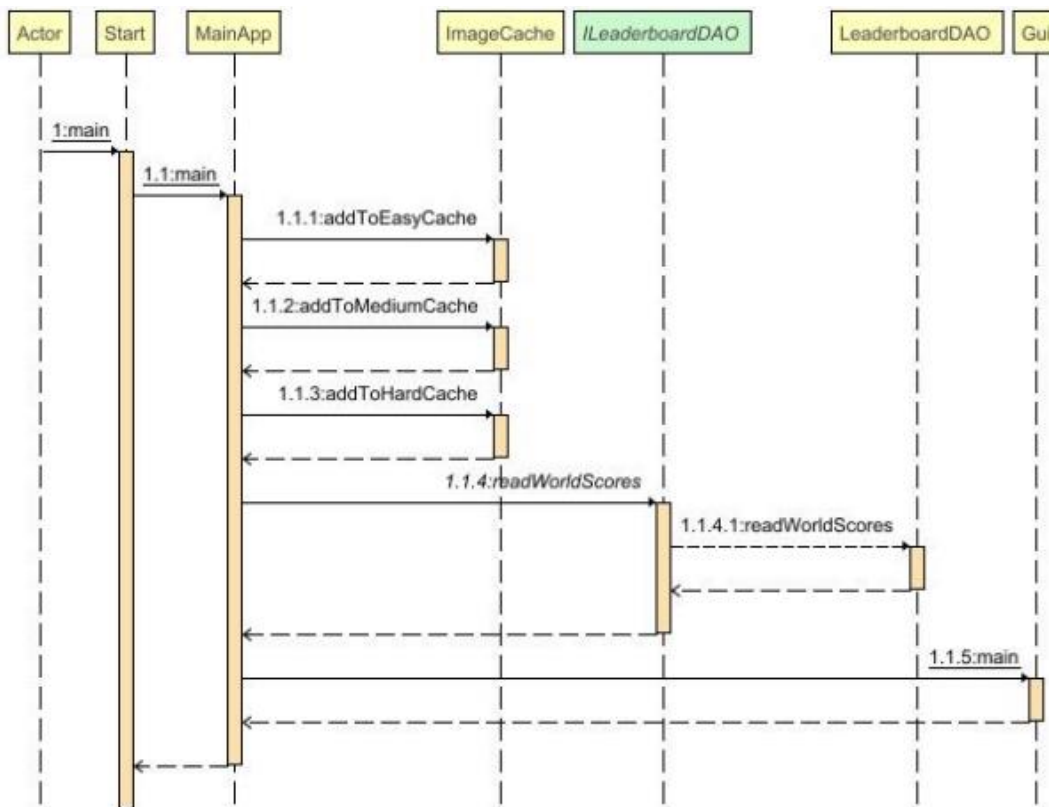 Actor
Start
MainApp
ImageCache
ILeaderboardDAO
LeaderboardDAO
Gui
1:main
1.1:main
1.1.1:addToEasyCache
1.1.2:addToMediumCache
1.1.3:addToHardCache
1.1.4:readWorldScores
1.1.4.1:readWorldScores
1.1.5:main